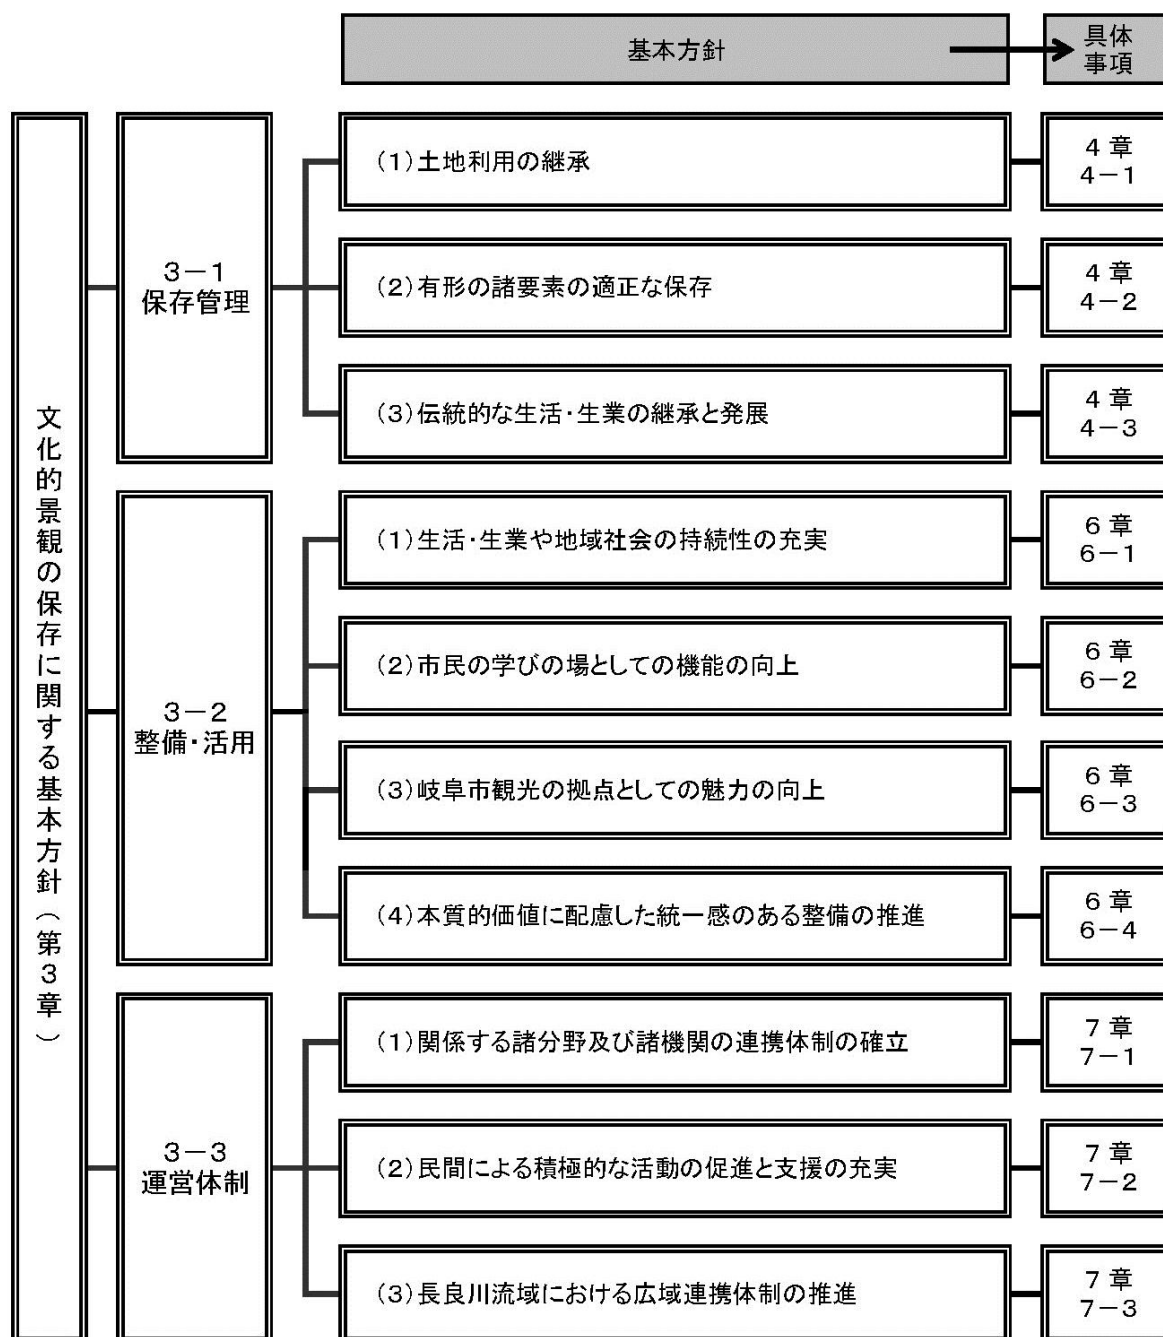 基本方針
具体
事項
文化的景観の保存に関する基本方針（第３章）
３－１
保存管理
（１）土地利用の継承
４章
４－１
（２）有形の諸要素の適正な保存
４章
４－２
（３）伝統的な生活・生業の継承と発展
４章
４－３
３－２
整備・活用
（１）生活・生業や地域社会の持続性の充実
６章
６－１
（２）市民の学びの場としての機能の向上
６章
６－２
（３）岐阜市観光の拠点としての魅力の向上
６章
６－３
（４）本質的価値に配慮した統一感のある整備の推進
６章
６－４
３－３
運営体制
（１）関係する諸分野及び諸機関の連携体制の確立
７章
７－１
（２）民間による積極的な活動の促進と支援の充実
７章
７－２
（３）長良川流域における広域連携体制の推進
７章
７－３